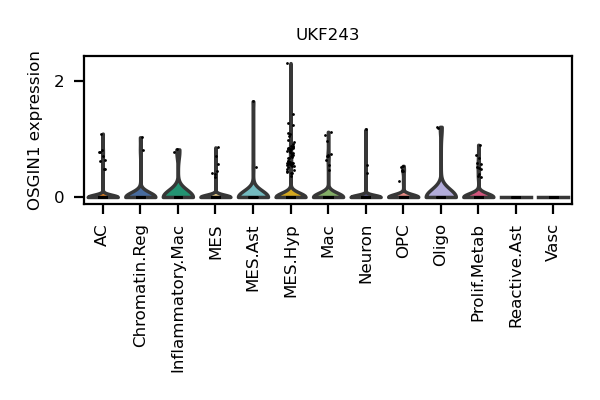 UKF243
OSGIN1 expression
2
0
AC
Chromatin.Reg
Inflammatory.Mac
MES
MES.Ast
MES.Hyp
Mac
Neuron
OPC
Oligo
Prolif.Metab
Reactive.Ast
Vasc